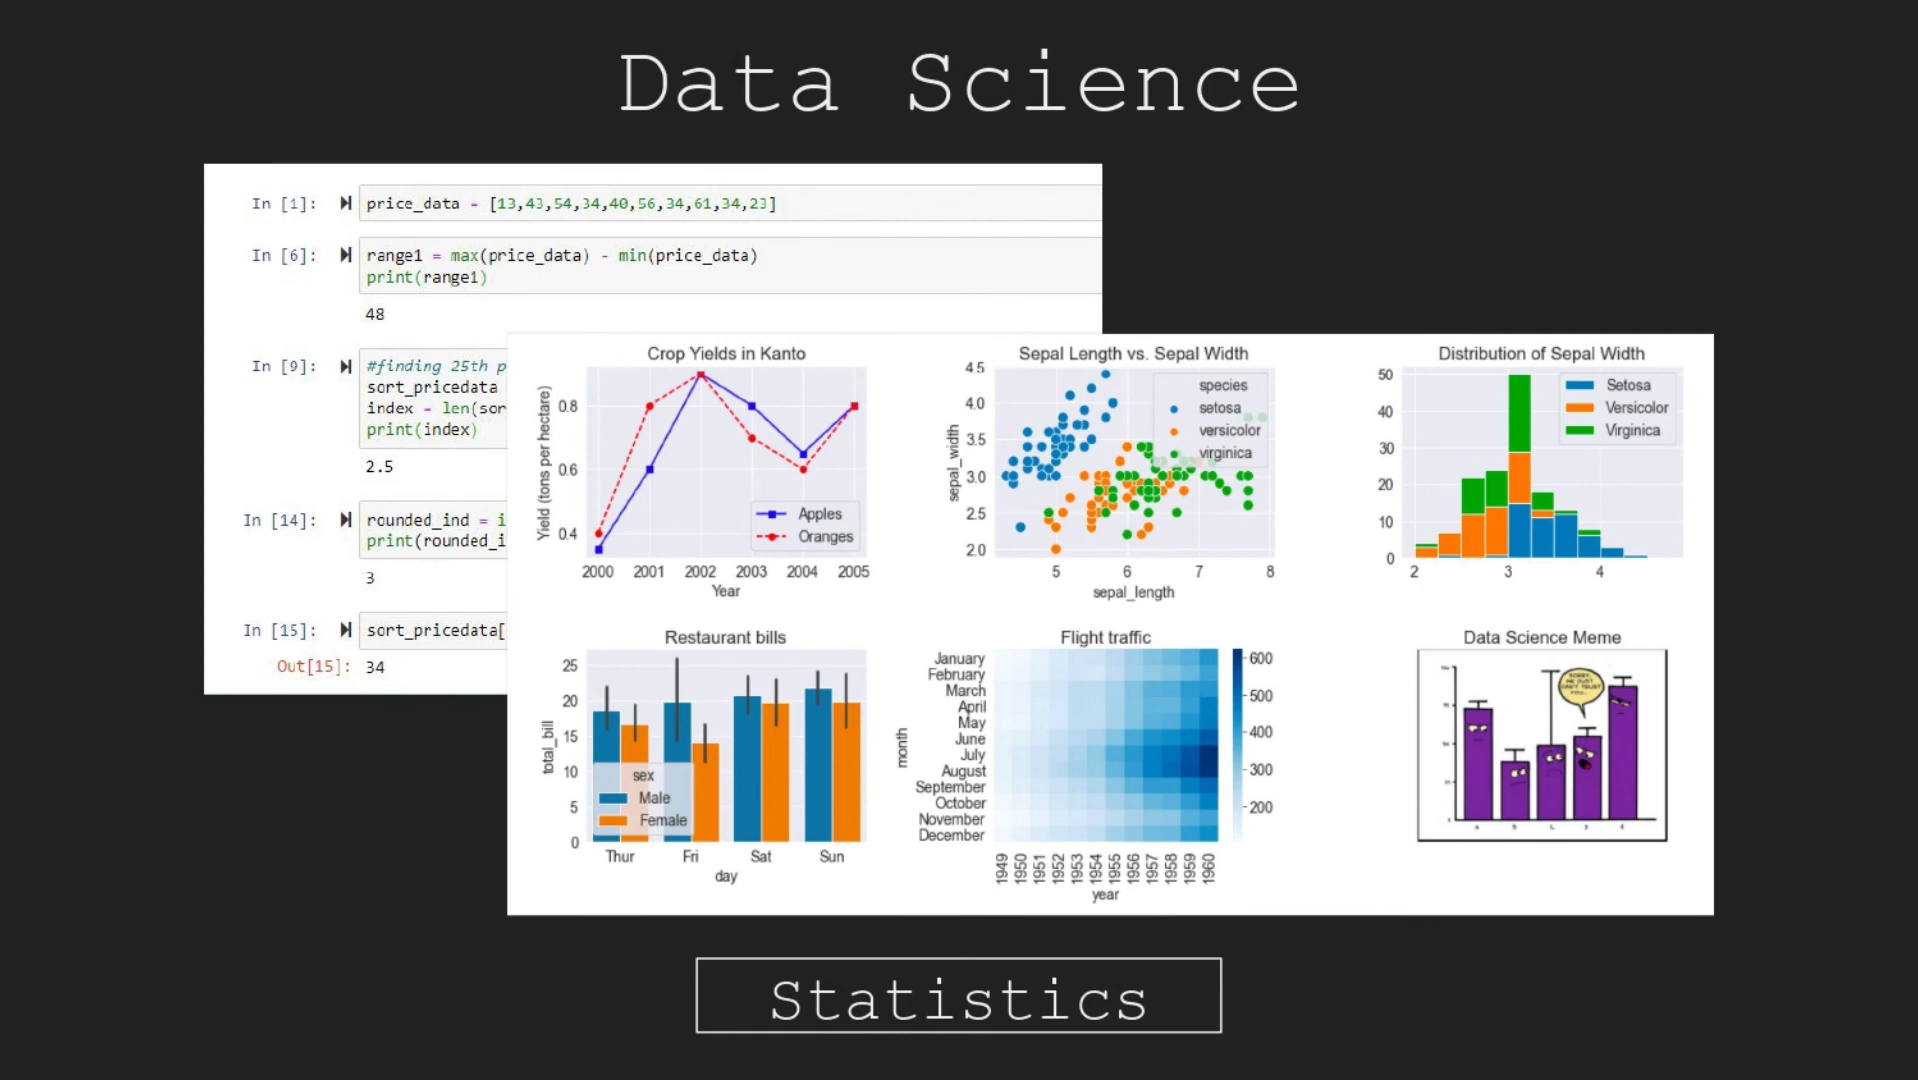 Data Science
In [1]:
price_data - [13,43,54,34,40,56,34,61,34,23]
In [6]:
range1 = max(price_data) - min(price_data)
print(range1)
48
In [9]:
#finding 25th p
sort_pricedata
index - len(sor
print(index)
2.5
In [14]:
rounded_ind = i
print(rounded_i
3
In [15]:
sort_pricedata[
Out[15]: 34
Crop Yields in Kanto
Yield (tons per hectare)
0.8
0.6
0.4
Apples
Oranges
2000 2001 2002 2003 2004 2005
Year
Sepal Length vs. Sepal Width
sepal_width
4.5
4.0
3.5
3.0
2.5
2.0
species
setosa
versicolor
virginica
5 6 7 8
sepal_length
Distribution of Sepal Width
50
40
30
20
10
0
Setosa
Versicolor
Virginica
2 3 4
Restaurant bills
total_bill
25
20
15
10
5
0
sex
Male
Female
Thur Fri Sat Sun
day
Flight traffic
month
January
February
March
April
May
June
July
August
September
October
November
December
600
500
400
300
200
1949 1950 1951 1952 1953 1954 1955 1956 1957 1958 1959 1960
year
Data Science Meme
SORRY,
WE JUST
DON'T TRUST
YOU...
Statistics